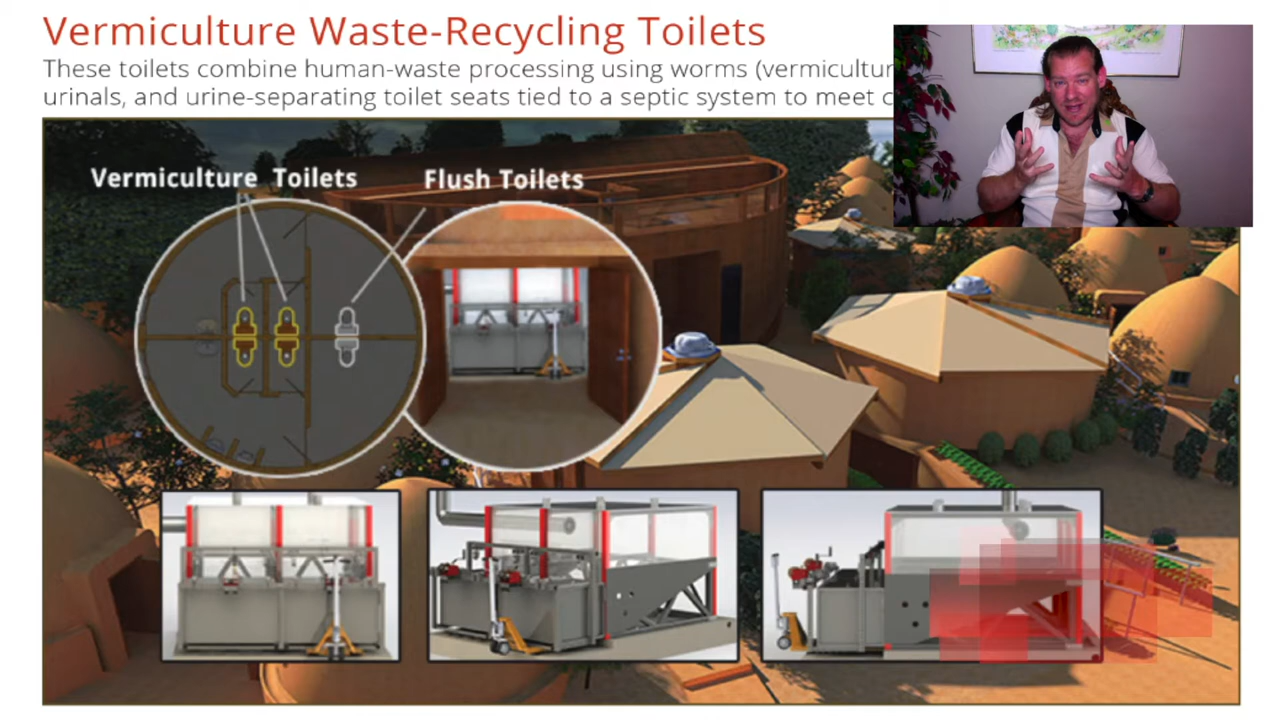 Vermiculture Waste-Recycling Toilets
These toilets combine human-waste processing using worms (vermicultur
urinals, and urine-separating toilet seats tied to a septic system to meet c
Vermiculture Toilets
Flush Toilets